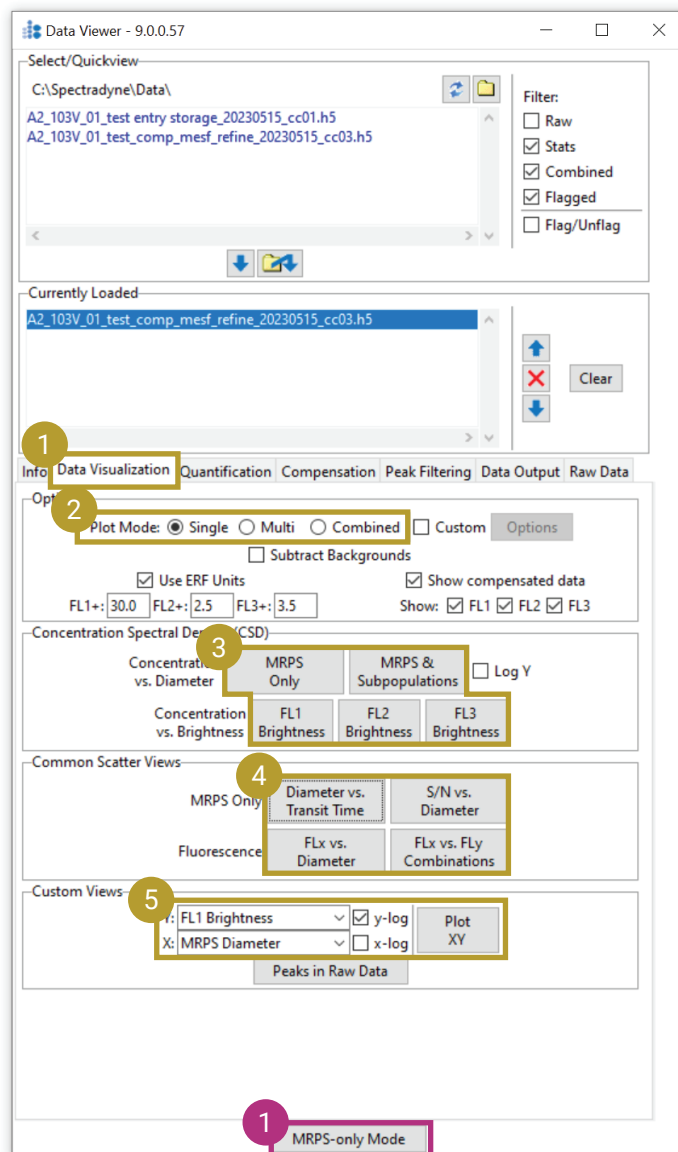 Data Viewer - 9.0.0.57
Select/Quickview
C:\Spectradyne\Data\
A2_103V_01_test entry storage_20230515_cc01.h5
A2_103V_01_test_comp_mesf_refine_20230515_cc03.h5
Filter:
Raw
Stats
Combined
Flagged
Flag/Unflag
Currently Loaded
A2_103V_01_test_comp_mesf_refine_20230515_cc03.h5
Clear
1
Info Data Visualization Quantification Compensation Peak Filtering Data Output Raw Data
2
Plot Mode: Single Multi Combined Custom Options
Subtract Backgrounds
Use ERF Units Show compensated data
FL1+: 30.0 FL2+: 2.5 FL3+: 3.5 Show: FL1 FL2 FL3
Concentration Spectral (CSD)
3
Concentration
vs. Diameter
MRPS
Only
MRPS &
Subpopulations
Log Y
Concentration
vs. Brightness
FL1
Brightness
FL2
Brightness
FL3
Brightness
Common Scatter Views
4
MRPS Only
Diameter vs.
Transit Time
S/N vs.
Diameter
Fluorescence
FLx vs.
Diameter
FLx vs. FLy
Combinations
Custom Views
5
Y: FL1 Brightness y-log
X: MRPS Diameter x-log
Plot
XY
Peaks in Raw Data
1
MRPS-only Mode